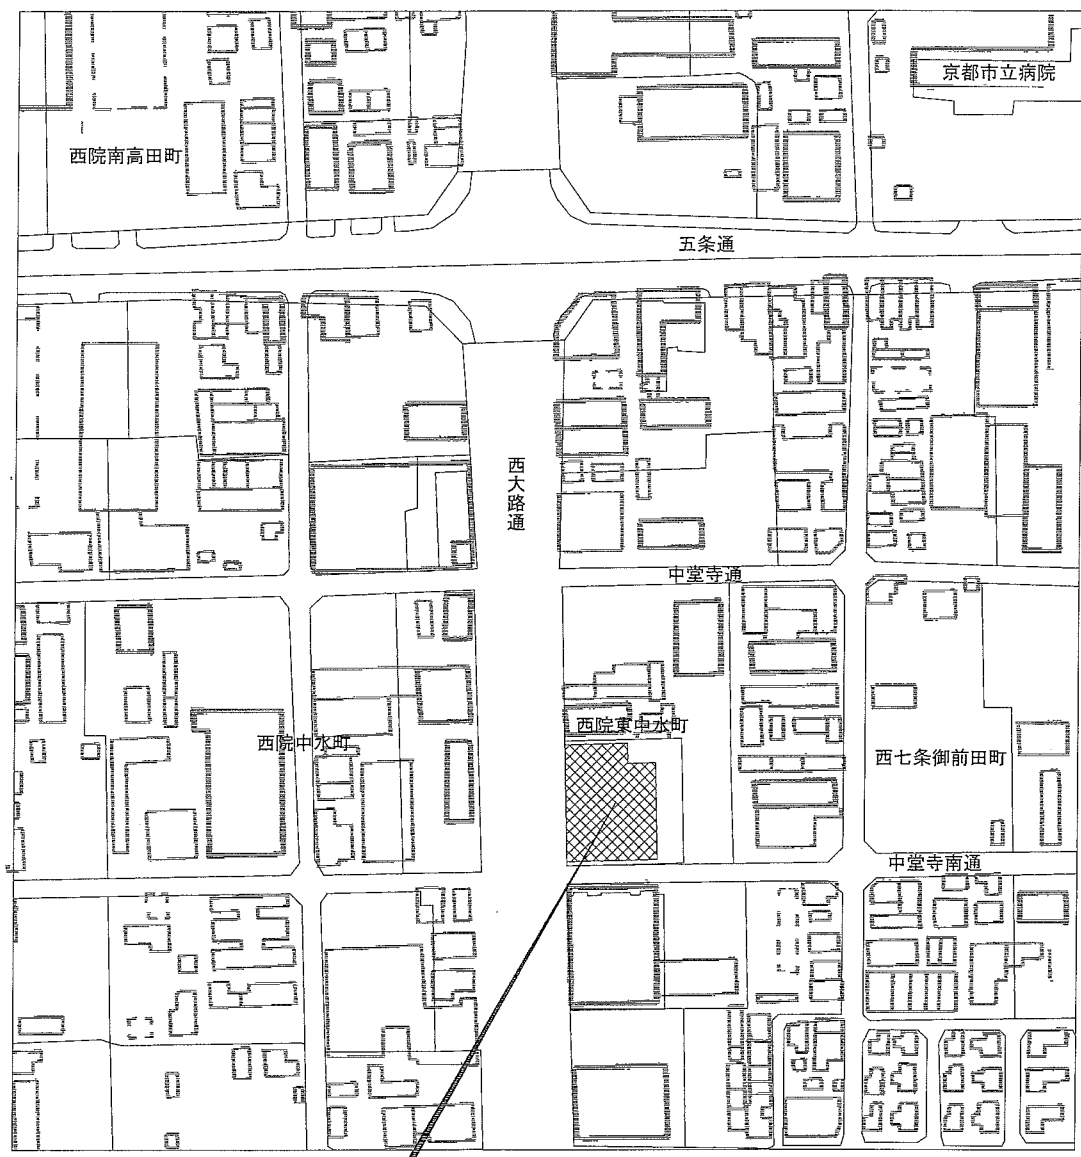 京都市立病院
西院南高田町
五条通
西大路通
中堂寺通
西院東中水町
西院中水町
西七条御前田町
中堂寺南通